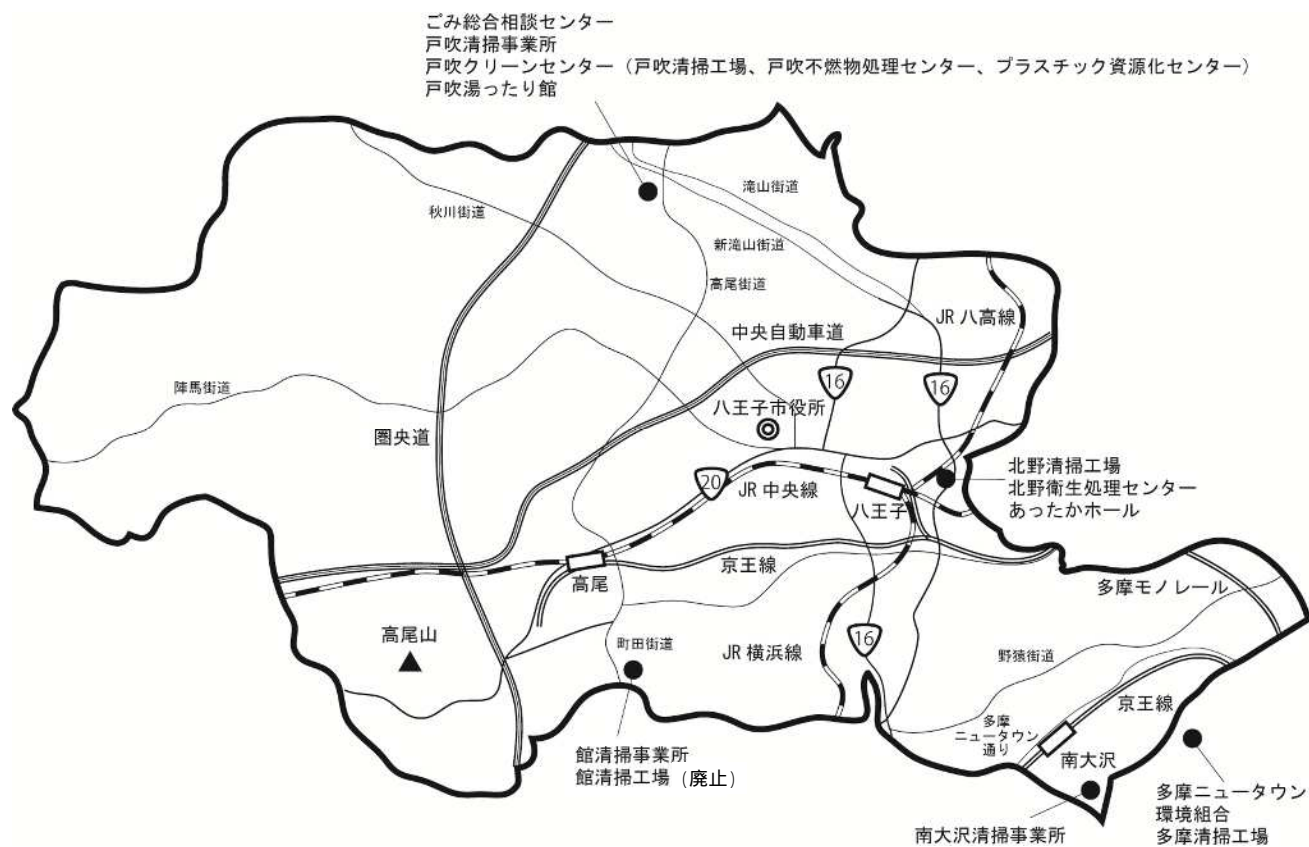 ごみ総合相談センター
戸吹清掃事業所
戸吹クリーンセンター（戸吹清掃工場、戸吹不燃物処理センター、プラスチック資源化センター）
戸吹湯ったり館
滝山街道
秋川街道
新滝山街道
高尾街道
JR 八高線
中央自動車道
陣馬街道
16
16
八王子市役所
圏央道
20
JR 中央線
八王子
北野清掃工場
北野衛生処理センター
あったかホール
高尾
京王線
多摩モノレール
高尾山
町田街道
JR 横浜線
16
野猿街道
京王線
多摩
ニュータウン
通り
南大沢
館清掃事業所
館清掃工場（廃止）
多摩ニュータウン
環境組合
多摩清掃工場
南大沢清掃事業所